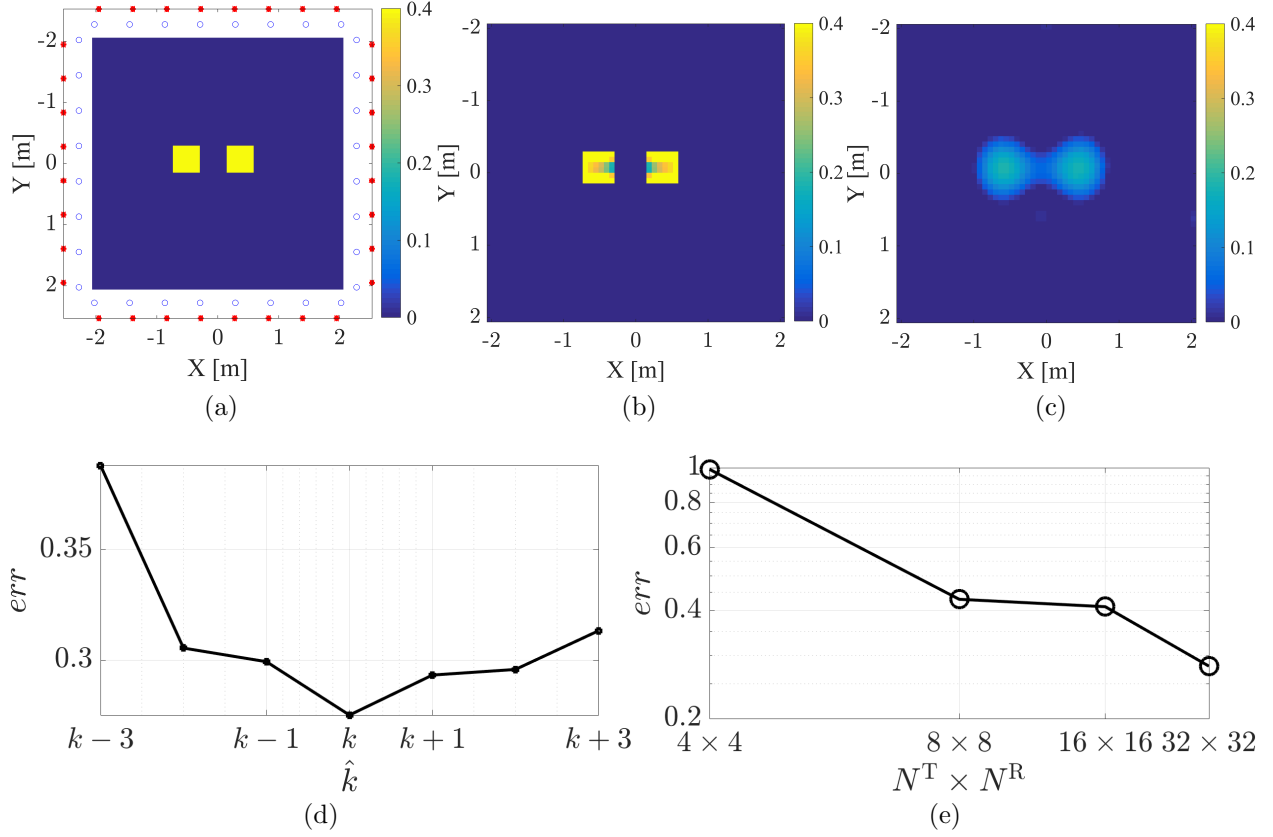 -2
-1
0
1
2
Y [m]
-2
-1
0
1
2
X [m]
0.4
0.3
0.2
0.1
0
(a)
-2
-1
0
1
2
Y [m]
-2
-1
0
1
2
X [m]
0.4
0.3
0.2
0.1
0
(b)
-2
-1
0
1
2
Y [m]
-2
-1
0
1
2
X [m]
0.4
0.3
0.2
0.1
0
(c)
0.35
0.3
err
k − 3
k − 1
k
k + 1
k + 3
k̂
(d)
1
0.8
0.6
0.4
0.2
err
4 × 4
8 × 8
16 × 16
32 × 32
Nᵀ × Nᴿ
(e)